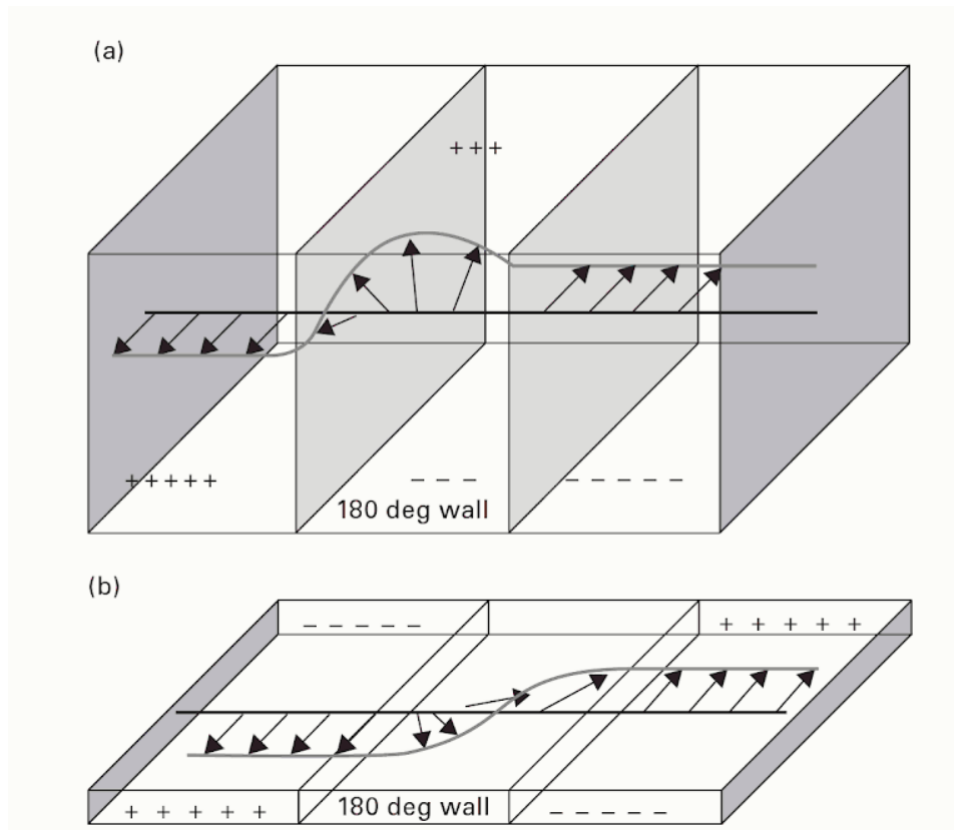 (a)
+ + +
+ + + + +
– – –
– – – – –
180 deg wall
(b)
– – – – –
+ + + + +
+ + + + +
180 deg wall
– – – – –